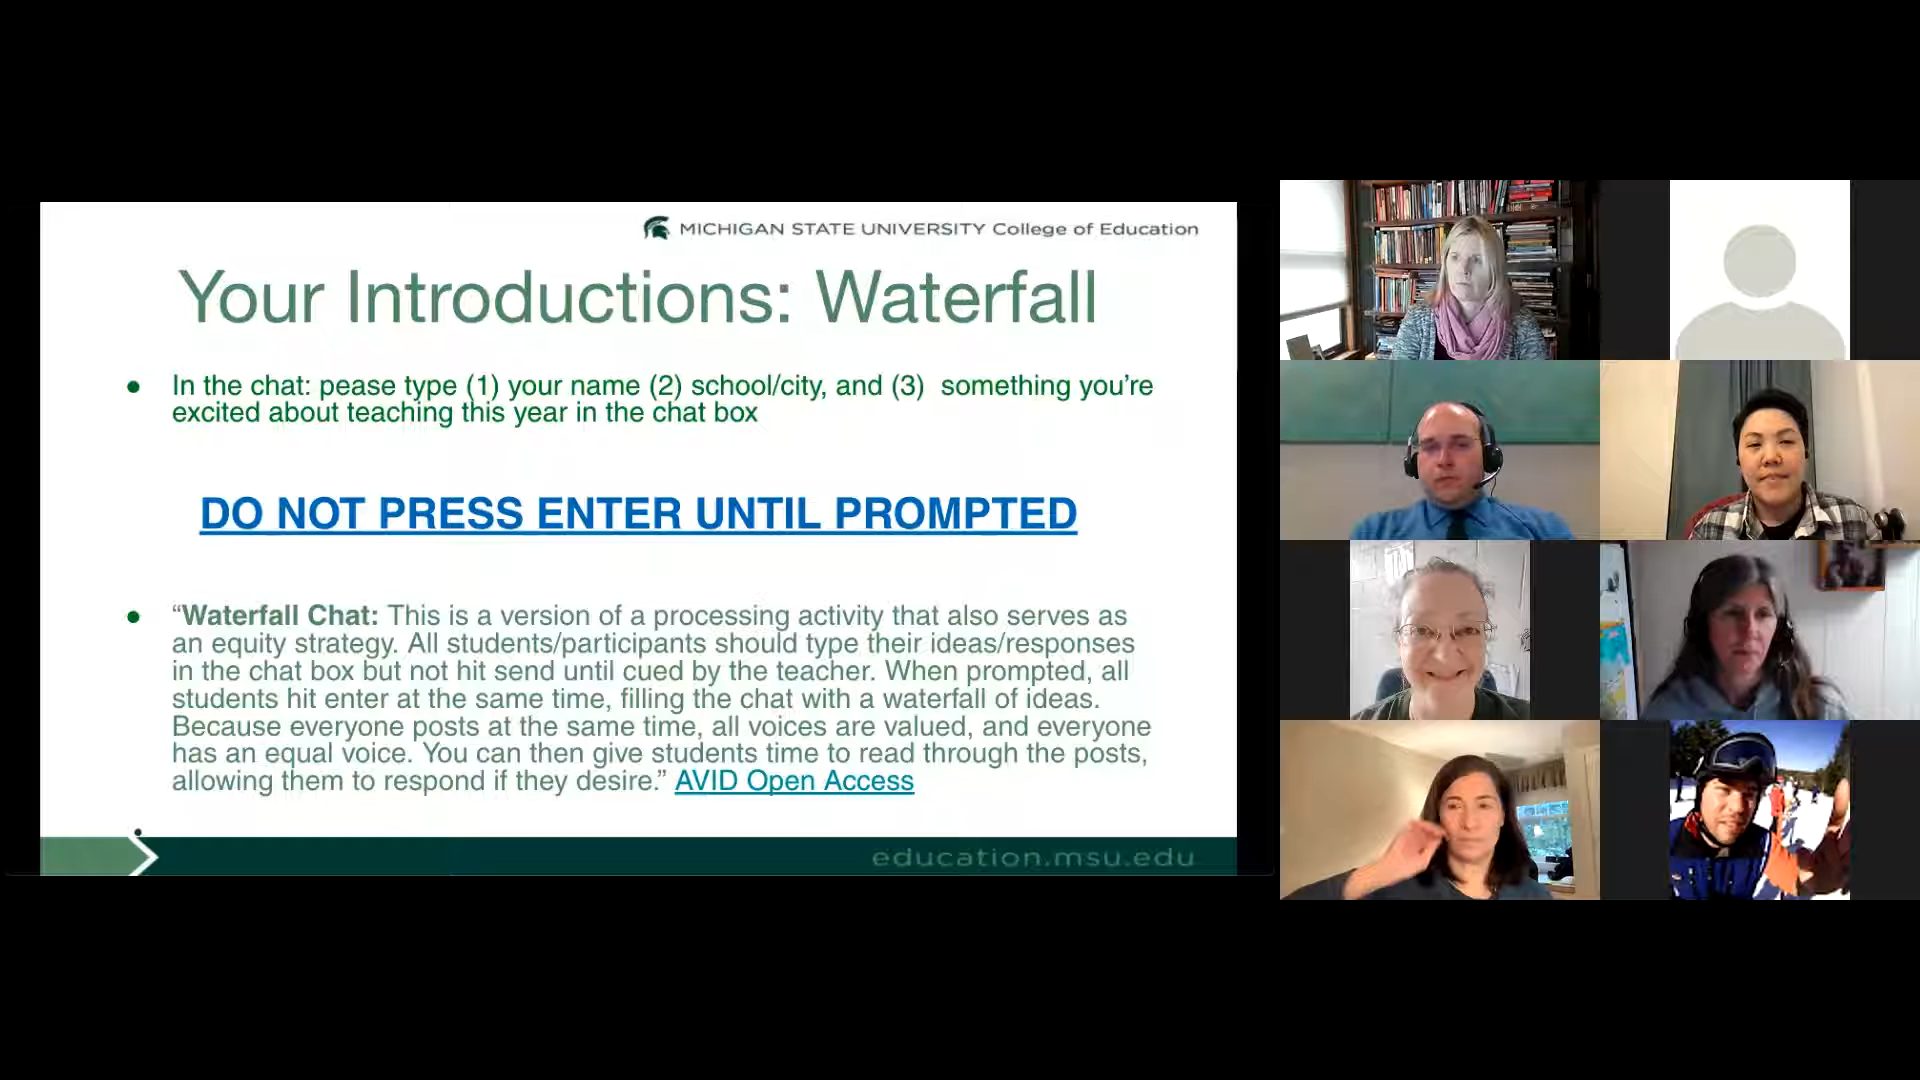 MICHIGAN STATE UNIVERSITY College of Education
Your Introductions: Waterfall
● In the chat: pease type (1) your name (2) school/city, and (3) something you’re
excited about teaching this year in the chat box
DO NOT PRESS ENTER UNTIL PROMPTED
● “Waterfall Chat: This is a version of a processing activity that also serves as
an equity strategy. All students/participants should type their ideas/responses
in the chat box but not hit send until cued by the teacher. When prompted, all
students hit enter at the same time, filling the chat with a waterfall of ideas.
Because everyone posts at the same time, all voices are valued, and everyone
has an equal voice. You can then give students time to read through the posts,
allowing them to respond if they desire.” AVID Open Access
education.msu.edu